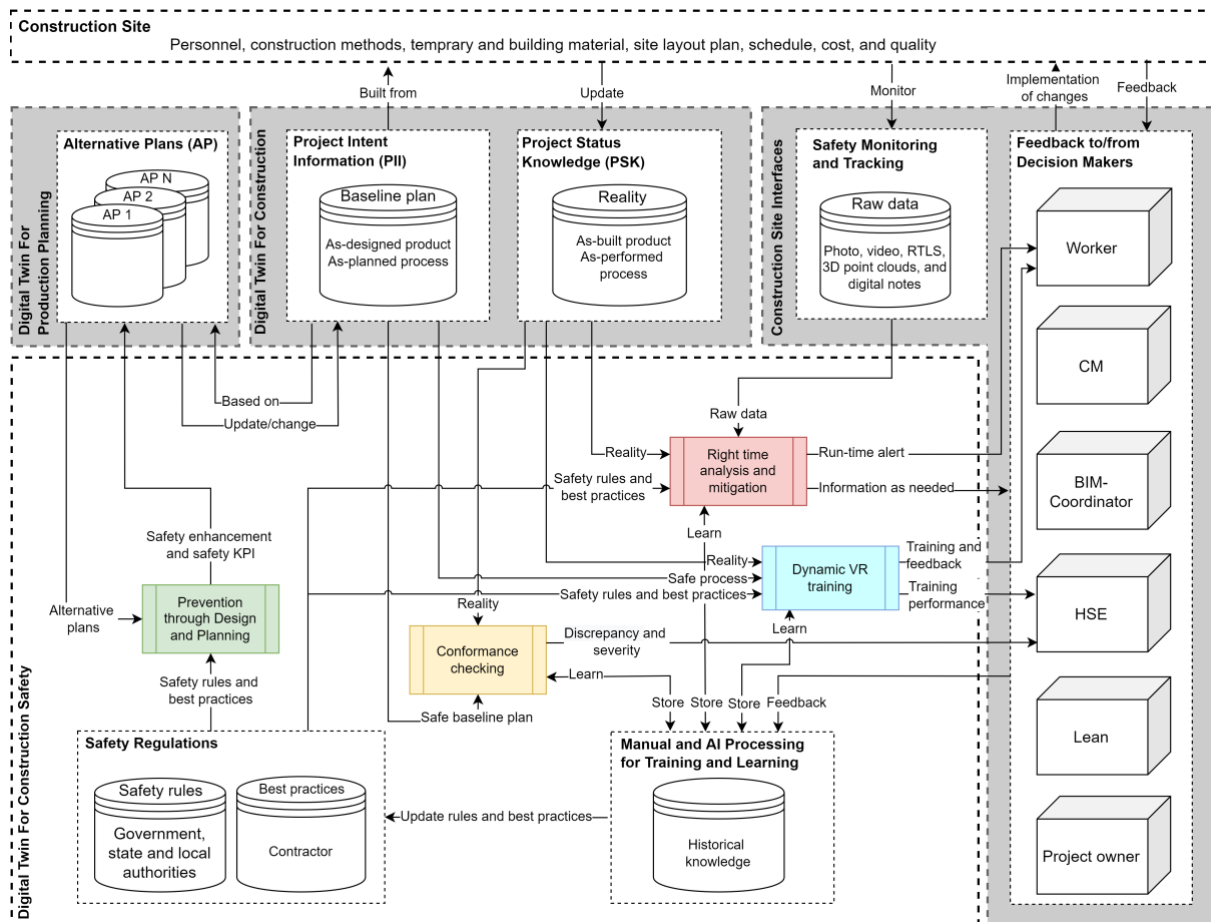 Construction Site
Personnel, construction methods, temprary and building material, site layout plan, schedule, cost, and quality
Built from
Update
Monitor
Implementation
of changes
Feedback
Digital Twin For
Production Planning
Alternative Plans (AP)
AP N
AP 2
AP 1
Digital Twin For Construction
Project Intent
Information (PII)
Baseline plan
As-designed product
As-planned process
Project Status
Knowledge (PSK)
Reality
As-built product
As-performed
process
Construction Site Interfaces
Safety Monitoring
and Tracking
Raw data
Photo, video, RTLS,
3D point clouds, and
digital notes
Feedback to/from
Decision Makers
Worker
CM
BIM-
Coordinator
HSE
Lean
Project owner
Digital Twin For Construction Safety
Based on
Update/change
Raw data
Reality
Safety rules and
best practices
Right time
analysis and
mitigation
Run-time alert
Information as needed
Learn
Safety enhancement
and safety KPI
Reality
Safe process
Safety rules and best practices
Dynamic VR
training
Training and
feedback
Training
performance
Learn
Alternative
plans
Prevention
through Design
and Planning
Safety rules and
best practices
Reality
Conformance
checking
Discrepancy and
severity
Learn
Safe baseline plan
Store
Store
Store
Feedback
Safety Regulations
Safety rules
Government,
state and local
authorities
Best practices
Contractor
Update rules and best practices
Manual and AI Processing
for Training and Learning
Historical
knowledge